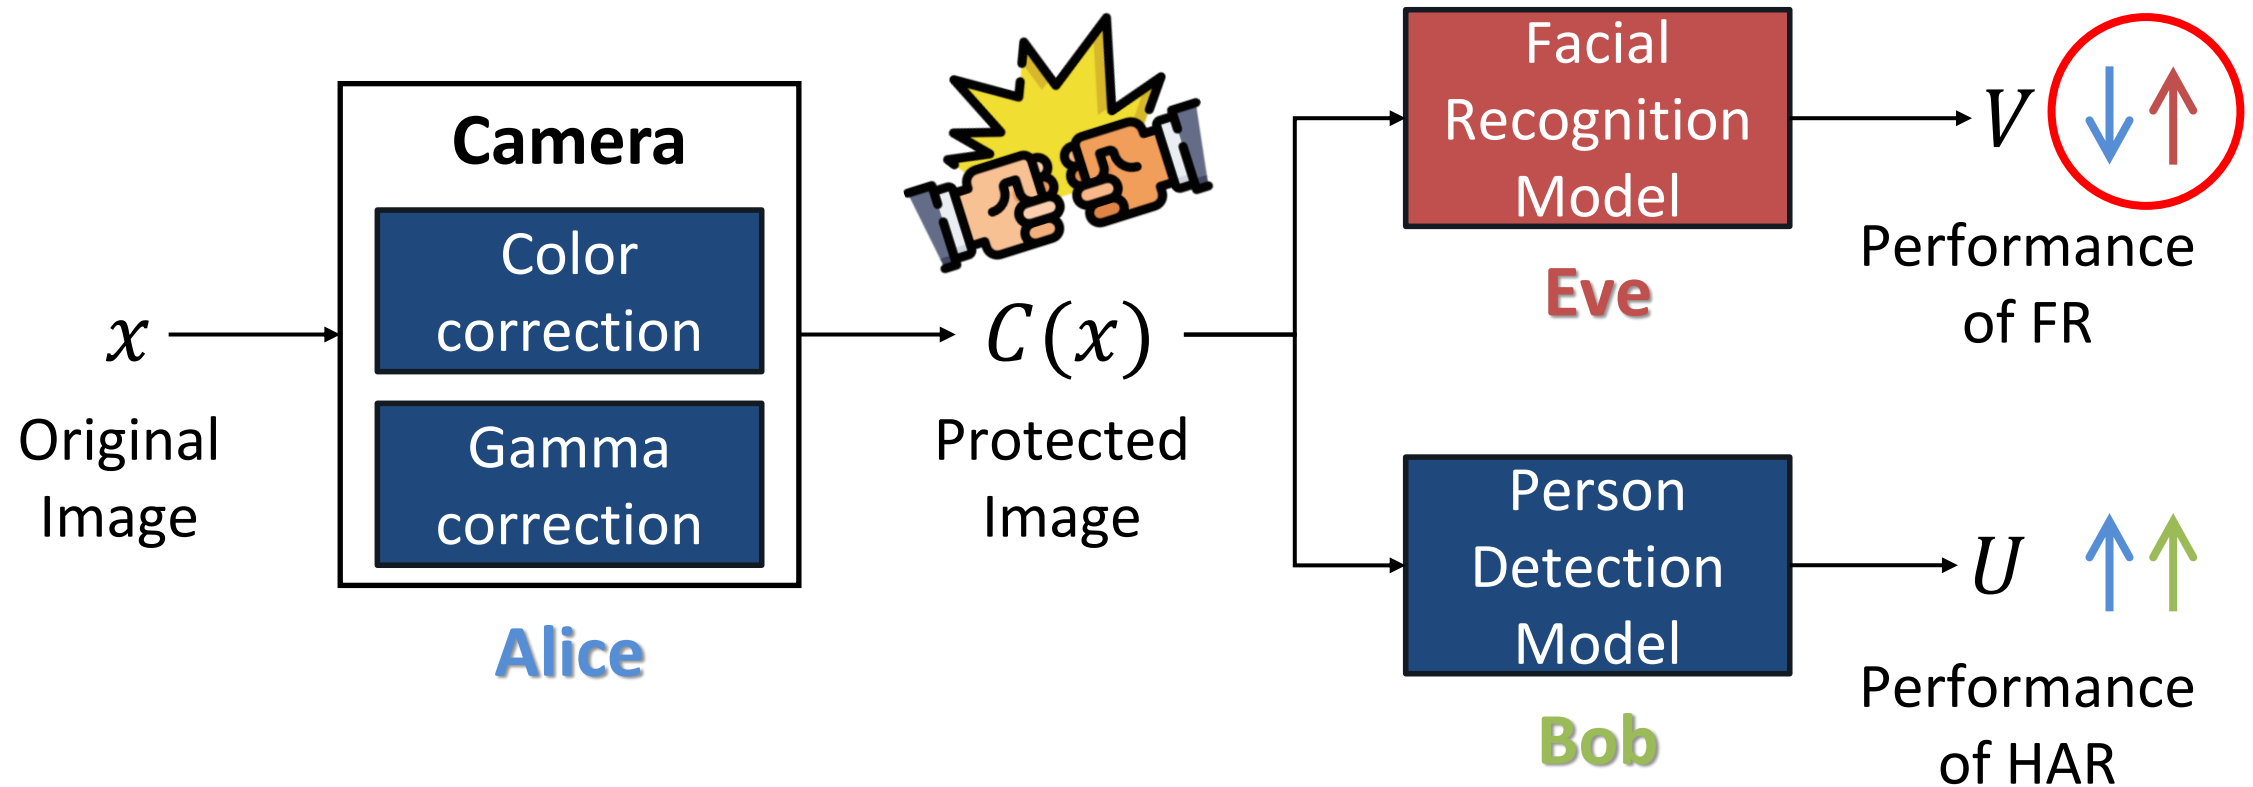 x
Original
Image
Camera
Color
correction
Gamma
correction
Alice
C(x)
Protected
Image
Facial
Recognition
Model
Eve
V
Performance
of FR
Person
Detection
Model
Bob
U
Performance
of HAR